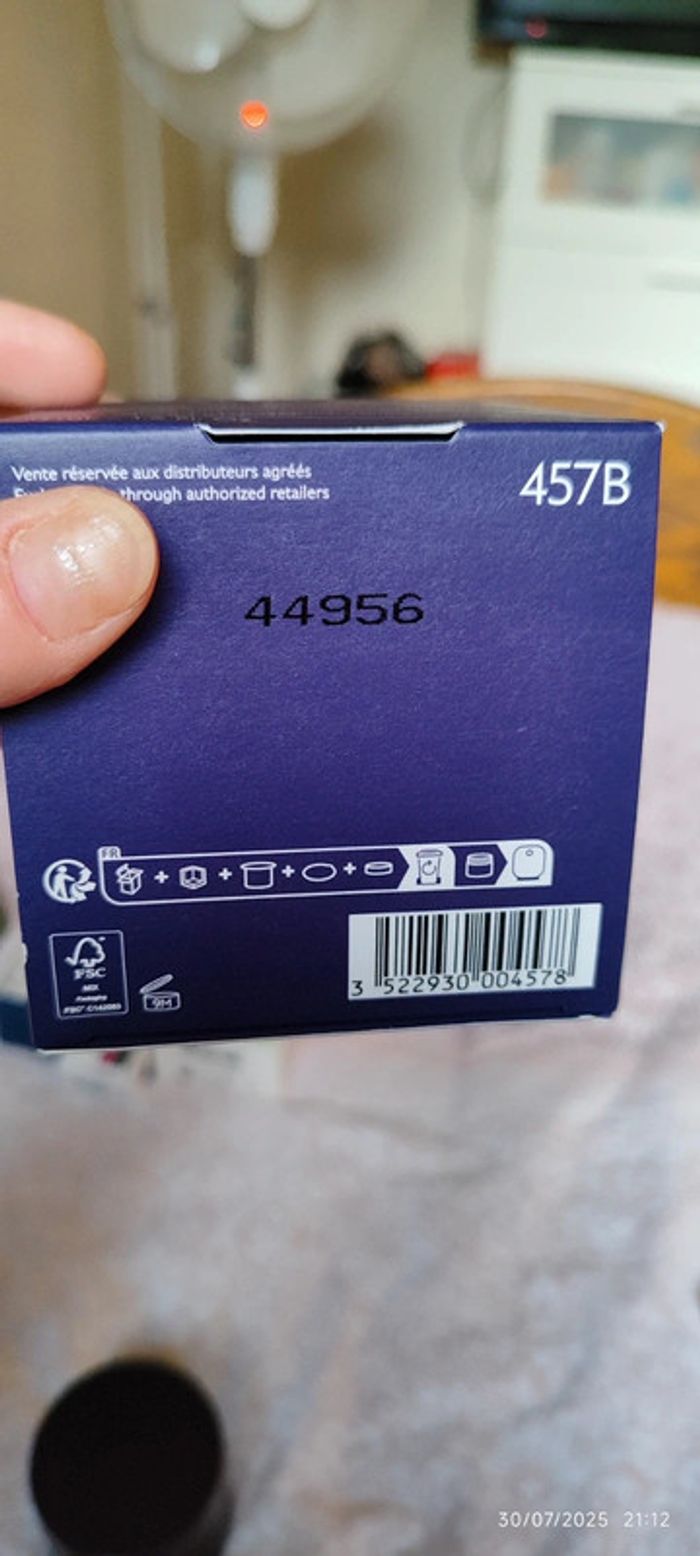 Vente réservée aux distributeurs agréés
through authorized retailers
457B
44956
FR
FSC
MIX
Packaging
9M
3 522930 004578
30/07/2025 21:12